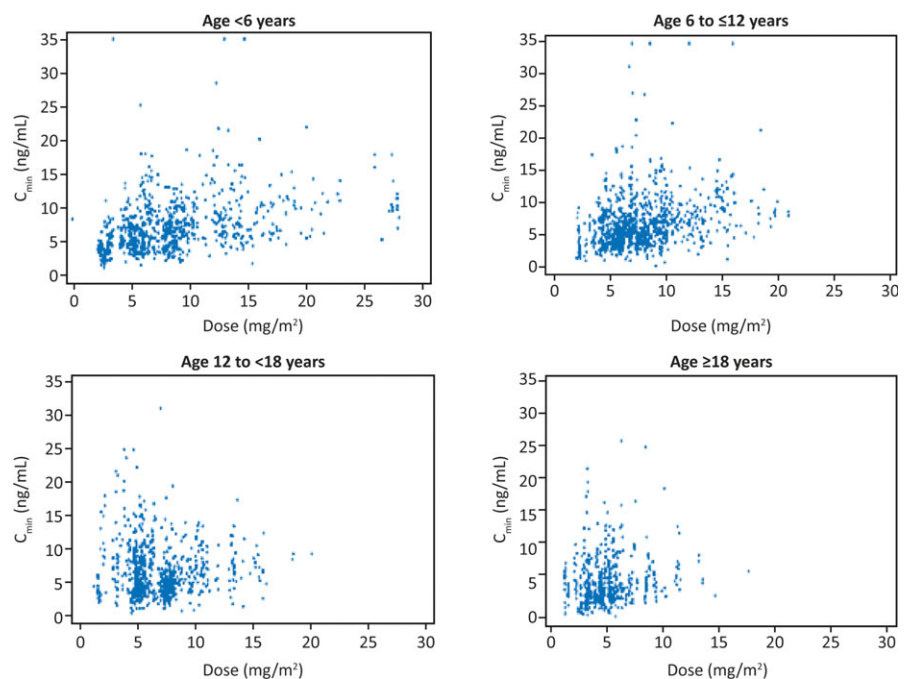 Age <6 years
35
30
25
20
15
10
5
0
C_min (ng/mL)
0 5 10 15 20 25 30
Dose (mg/m²)
Age 6 to ≤12 years
35
30
25
20
15
10
5
0
C_min (ng/mL)
0 5 10 15 20 25 30
Dose (mg/m²)
Age 12 to <18 years
35
30
25
20
15
10
5
0
C_min (ng/mL)
0 5 10 15 20 25 30
Dose (mg/m²)
Age ≥18 years
35
30
25
20
15
10
5
0
C_min (ng/mL)
0 5 10 15 20 25 30
Dose (mg/m²)